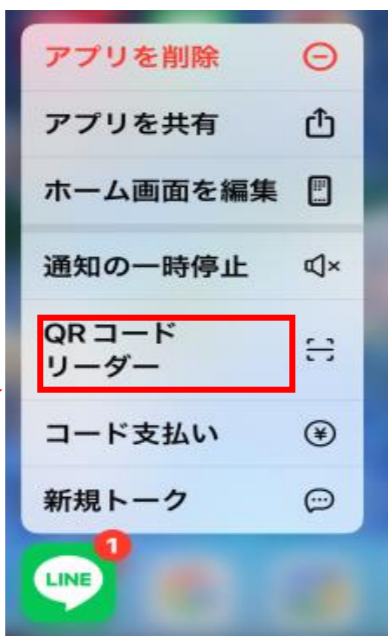 アプリを削除
アプリを共有
ホーム画面を編集
通知の一時停止
QRコード
リーダー
コード支払い
新規トーク
1
LINE